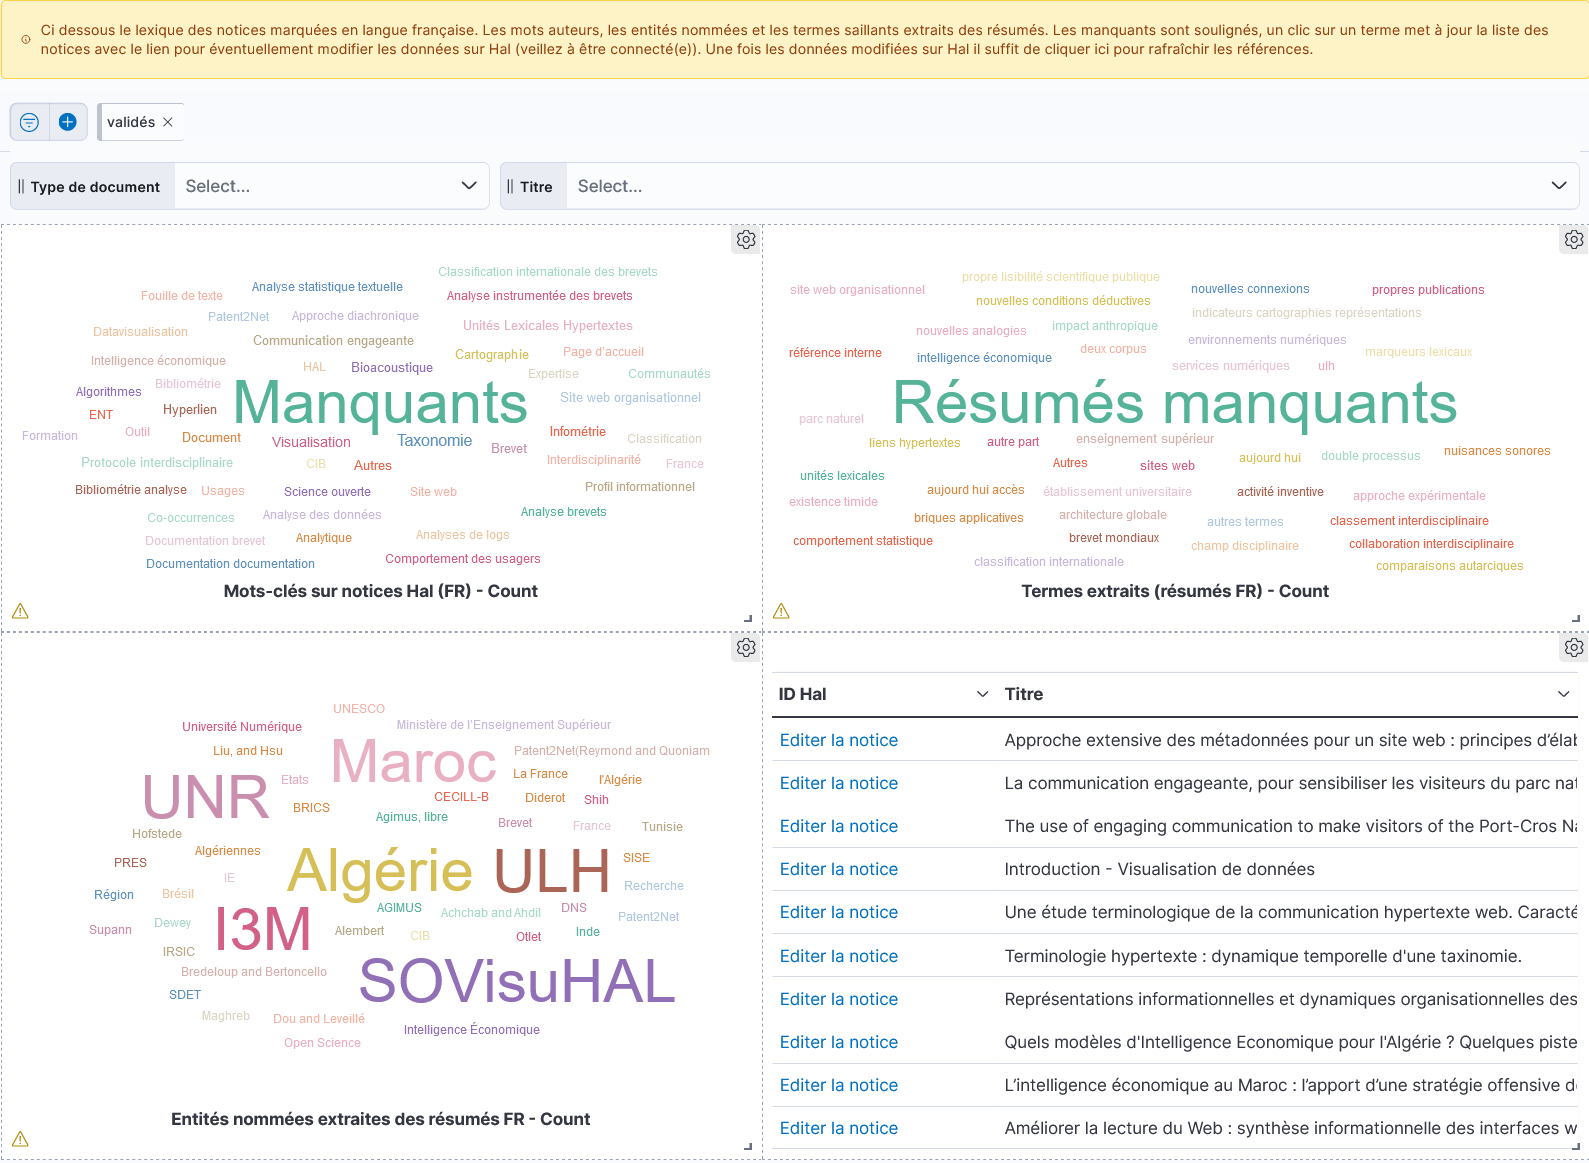 Ci dessous le lexique des notices marquées en langue française. Les mots auteurs, les entités nommées et les termes saillants extraits des résumés. Les manquants sont soulignés, un clic sur un terme met à jour la liste des
notices avec le lien pour éventuellement modifier les données sur Hal (veillez à être connecté(e)). Une fois les données modifiées sur Hal il suffit de cliquer ici pour rafraîchir les références.
validés
Type de document Select...
Titre Select...
Classification internationale des brevets
Analyse statistique textuelle
Fouille de texte
Analyse instrumentée des brevets
Patent2Net
Approche diachronique
Unités Lexicales Hypertextes
Datavisualisation
Communication engageante
Cartographie
Page d'accueil
Intelligence économique
HAL
Bioacoustique
Expertise
Communautés
Algorithmes
Bibliométrie
Manquants
Site web organisationnel
ENT
Hyperlien
Formation
Outil
Document
Visualisation
Taxonomie
Brevet
Infométrie
Classification
Protocole interdisciplinaire
CIB
Autres
Interdisciplinarité
France
Bibliométrie analyse
Usages
Science ouverte
Site web
Profil informationnel
Co-occurrences
Analyse des données
Analyse brevets
Documentation brevet
Analytique
Analyses de logs
Documentation documentation
Comportement des usagers
Mots-clés sur notices Hal (FR) - Count
propre lisibilité scientifique publique
site web organisationnel
nouvelles conditions déductives
nouvelles connexions
propres publications
indicateurs cartographies représentations
nouvelles analogies
impact anthropique
environnements numériques
référence interne
intelligence économique
deux corpus
marqueurs lexicaux
services numériques
ulh
Résumés manquants
parc naturel
liens hypertextes
autre part
enseignement supérieur
aujourd hui
double processus
nuisances sonores
unités lexicales
Autres
sites web
existence timide
aujourd hui accès
établissement universitaire
activité inventive
approche expérimentale
briques applicatives
architecture globale
autres termes
classement interdisciplinaire
comportement statistique
brevet mondiaux
champ disciplinaire
collaboration interdisciplinaire
classification internationale
comparaisons autarciques
Termes extraits (résumés FR) - Count
UNESCO
Université Numérique
Ministère de l'Enseignement Supérieur
Liu, and Hsu
Maroc
Patent2Net(Reymond and Quoniam
UNR
Etats
La France
l'Algérie
BRICS
CECILL-B
Diderot
Shih
Agimus, libre
Brevet
France
Tunisie
Hofstede
Algériennes
PRES
Algérie
ULH
SISE
IE
Recherche
Région
Brésil
AGIMUS
Achchab and Ahdil
DNS
Patent2Net
Supann
Dewey
I3M
Alembert
CIB
Otlet
Inde
IRSIC
Bredeloup and Bertoncello
SOVisuHAL
SDET
Maghreb
Dou and Leveillé
Intelligence Économique
Open Science
Entités nommées extraites des résumés FR - Count
ID Hal Titre
Editer la notice Approche extensive des métadonnées pour un site web : principes d'élab
Editer la notice La communication engageante, pour sensibiliser les visiteurs du parc nat
Editer la notice The use of engaging communication to make visitors of the Port-Cros Na
Editer la notice Introduction - Visualisation de données
Editer la notice Une étude terminologique de la communication hypertexte web. Caracté
Editer la notice Terminologie hypertexte : dynamique temporelle d'une taxinomie.
Editer la notice Représentations informationnelles et dynamiques organisationnelles des
Editer la notice Quels modèles d'Intelligence Economique pour l'Algérie ? Quelques piste
Editer la notice L'intelligence économique au Maroc : l'apport d'une stratégie offensive d
Editer la notice Améliorer la lecture du Web : synthèse informationnelle des interfaces w